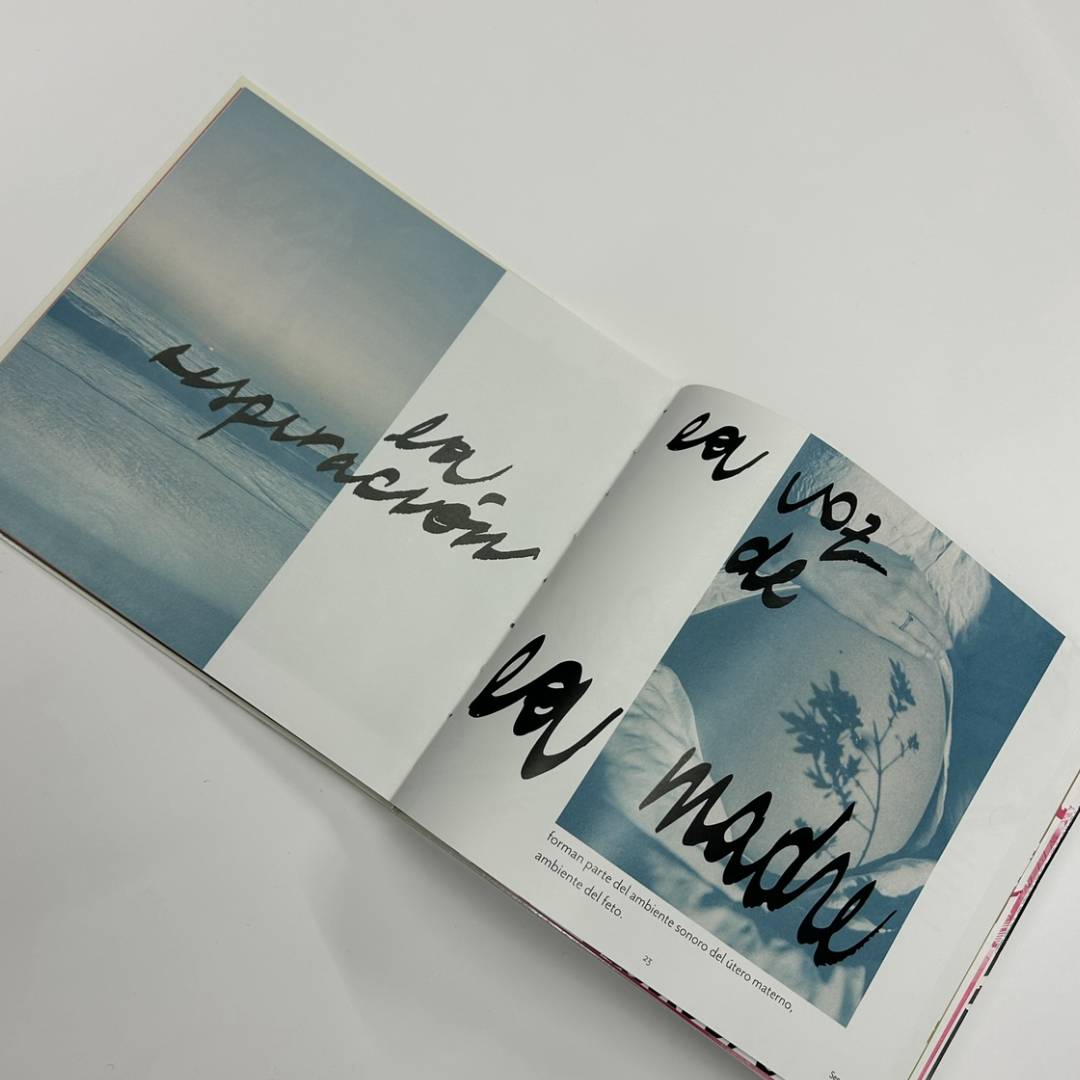 la
respiración
la voz
de
la madre
forman parte del ambiente sonoro del útero materno,
ambiente del feto.
23